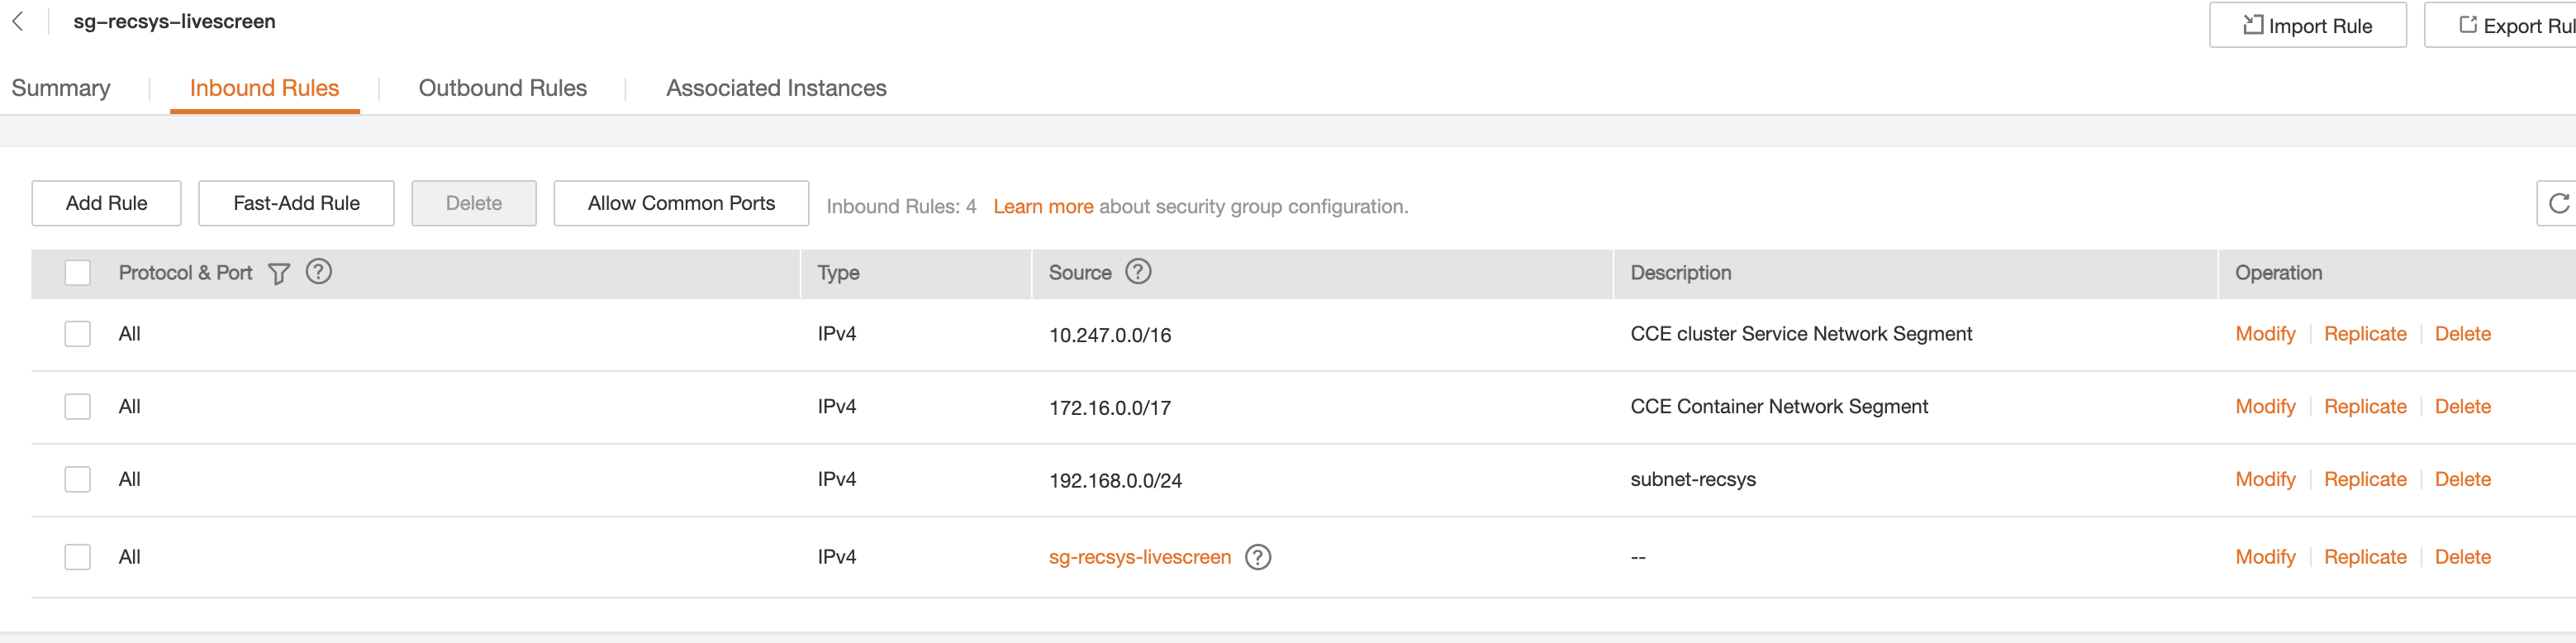 sg-recsys-livescreen
Import Rule
Export Rul
Summary
Inbound Rules
Outbound Rules
Associated Instances
Add Rule
Fast-Add Rule
Delete
Allow Common Ports
Inbound Rules: 4 Learn more about security group configuration.
Protocol & Port Type Source Description Operation
All IPv4 10.247.0.0/16 CCE cluster Service Network Segment Modify Replicate Delete
All IPv4 172.16.0.0/17 CCE Container Network Segment Modify Replicate Delete
All IPv4 192.168.0.0/24 subnet-recsys Modify Replicate Delete
All IPv4 sg-recsys-livescreen -- Modify Replicate Delete